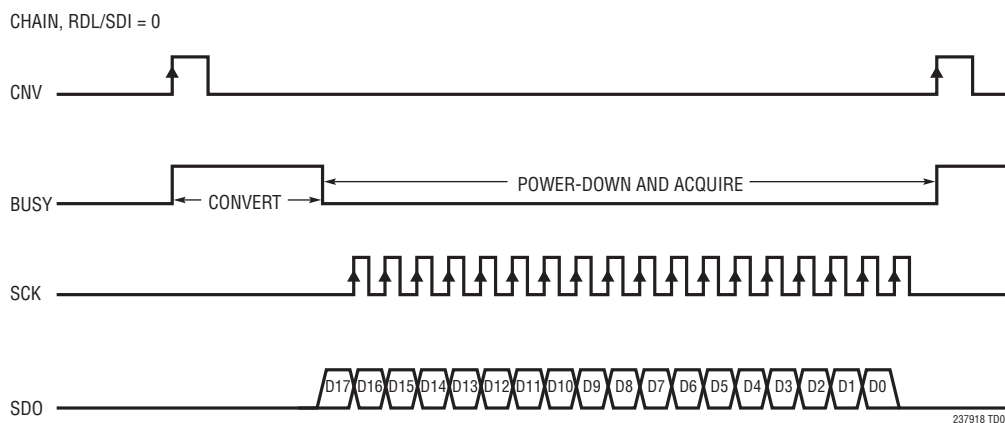 CHAIN, RDL/SDI = 0
CNV
BUSY
CONVERT
POWER-DOWN AND ACQUIRE
SCK
SDO
D17 D16 D15 D14 D13 D12 D11 D10 D9 D8 D7 D6 D5 D4 D3 D2 D1 D0
237918 TD0